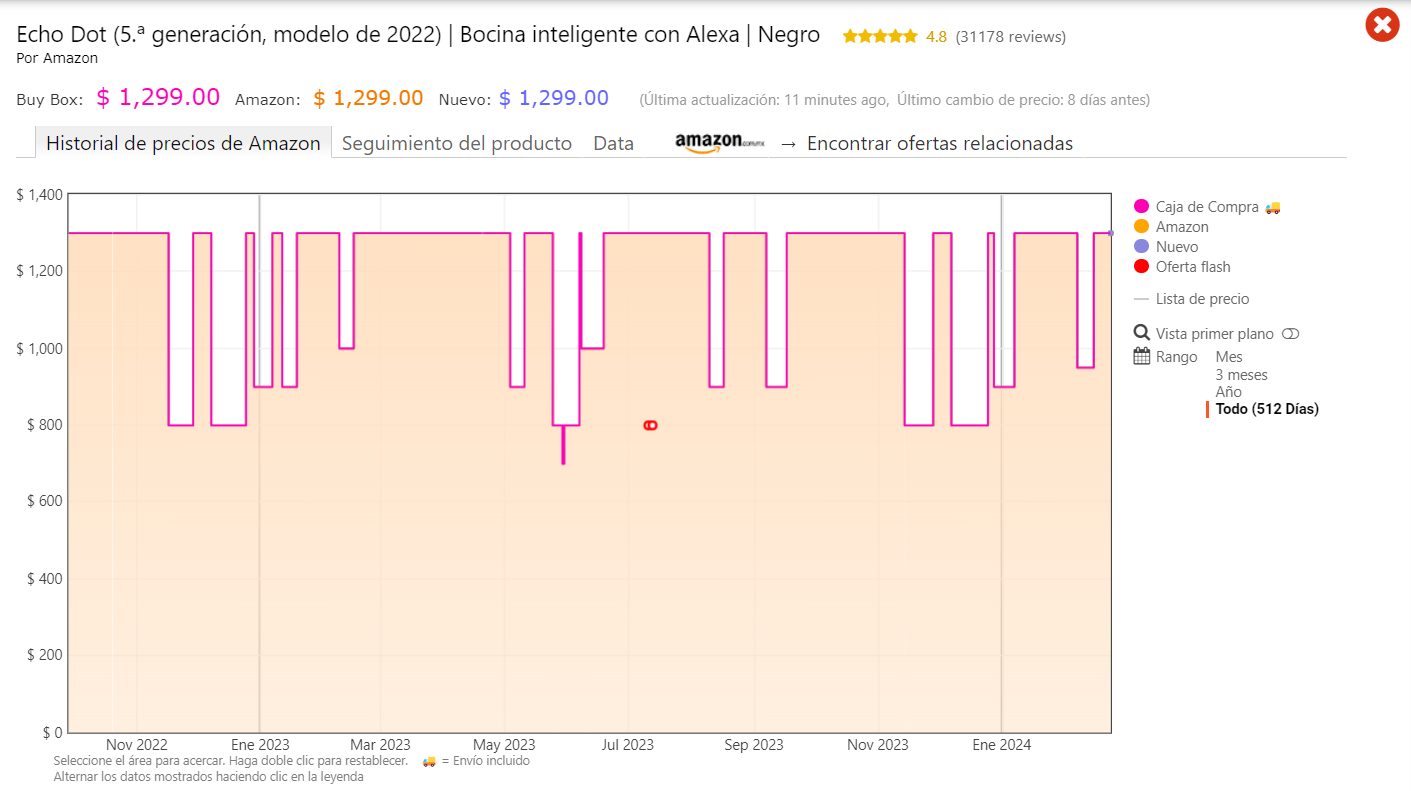 Echo Dot (5.ª generación, modelo de 2022) | Bocina inteligente con Alexa | Negro 4.8 (31178 reviews)
Por Amazon
Buy Box: $ 1,299.00 Amazon: $ 1,299.00 Nuevo: $ 1,299.00 (Última actualización: 11 minutes ago, Último cambio de precio: 8 días antes)
Historial de precios de Amazon Seguimiento del producto Data amazon.com.mx → Encontrar ofertas relacionadas
$ 1,400
$ 1,200
$ 1,000
$ 800
$ 600
$ 400
$ 200
$ 0
Nov 2022 Ene 2023 Mar 2023 May 2023 Jul 2023 Sep 2023 Nov 2023 Ene 2024
Caja de Compra
Amazon
Nuevo
Oferta flash
Lista de precio
Vista primer plano
Rango Mes
3 meses
Año
Todo (512 Días)
Seleccione el área para acercar. Haga doble clic para restablecer. = Envío incluido
Alternar los datos mostrados haciendo clic en la leyenda